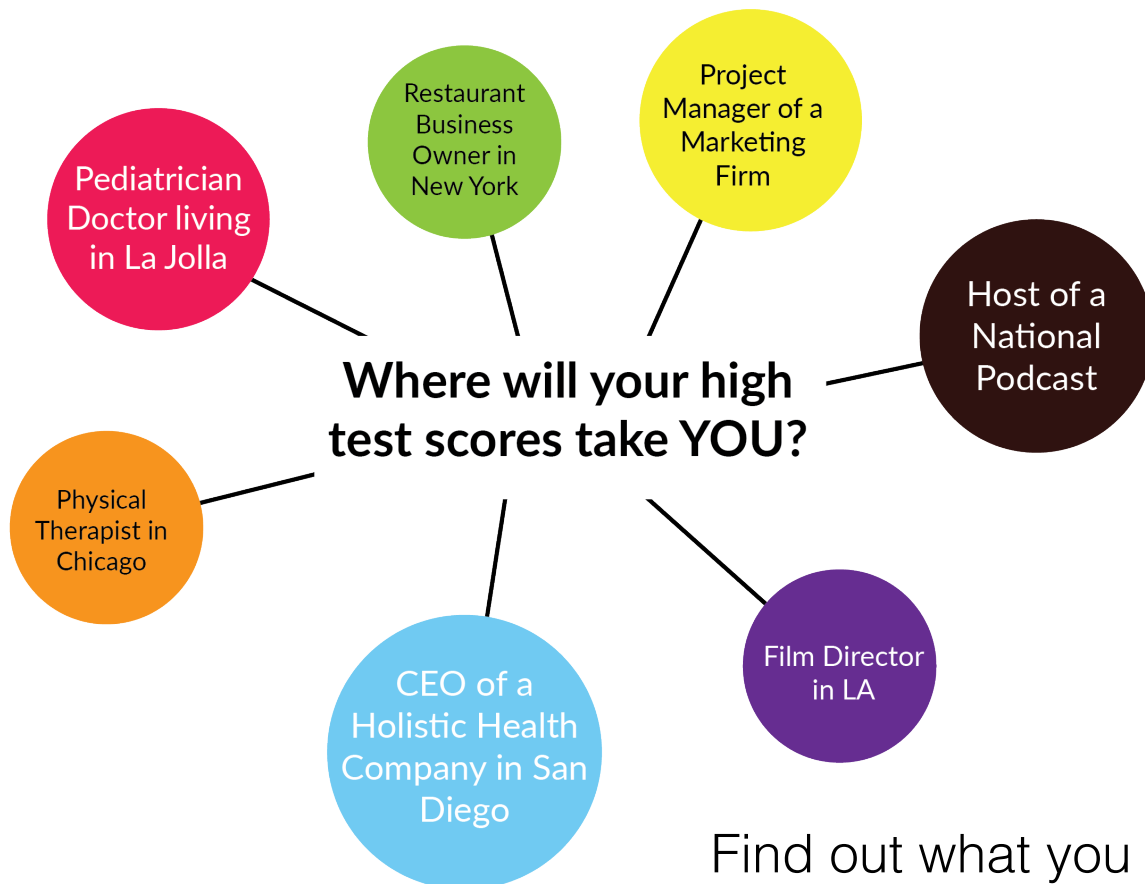 Restaurant
Business
Owner in
New York
Project
Manager of a
Marketing
Firm
Pediatrician
Doctor living
in La Jolla
Host of a
National
Podcast
Where will your high
test scores take YOU?
Physical
Therapist in
Chicago
CEO of a
Holistic Health
Company in San
Diego
Film Director
in LA
Find out what you